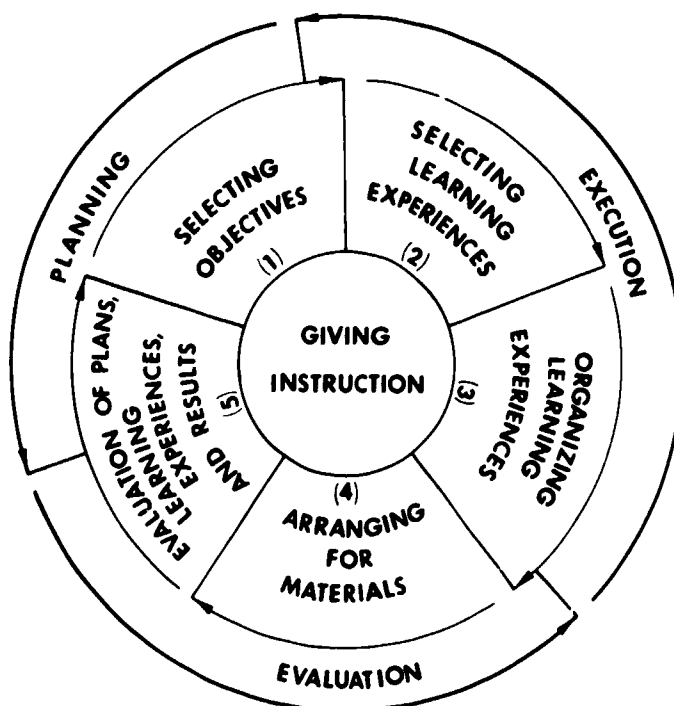 PLANNING
EXECUTION
EVALUATION
SELECTING
OBJECTIVES
(1)
SELECTING
LEARNING
EXPERIENCES
(2)
ORGANIZING
LEARNING
EXPERIENCES
(3)
(4)
ARRANGING
FOR
MATERIALS
EVALUATION OF PLANS,
LEARNING
EXPERIENCES,
AND RESULTS
(5)
GIVING
INSTRUCTION